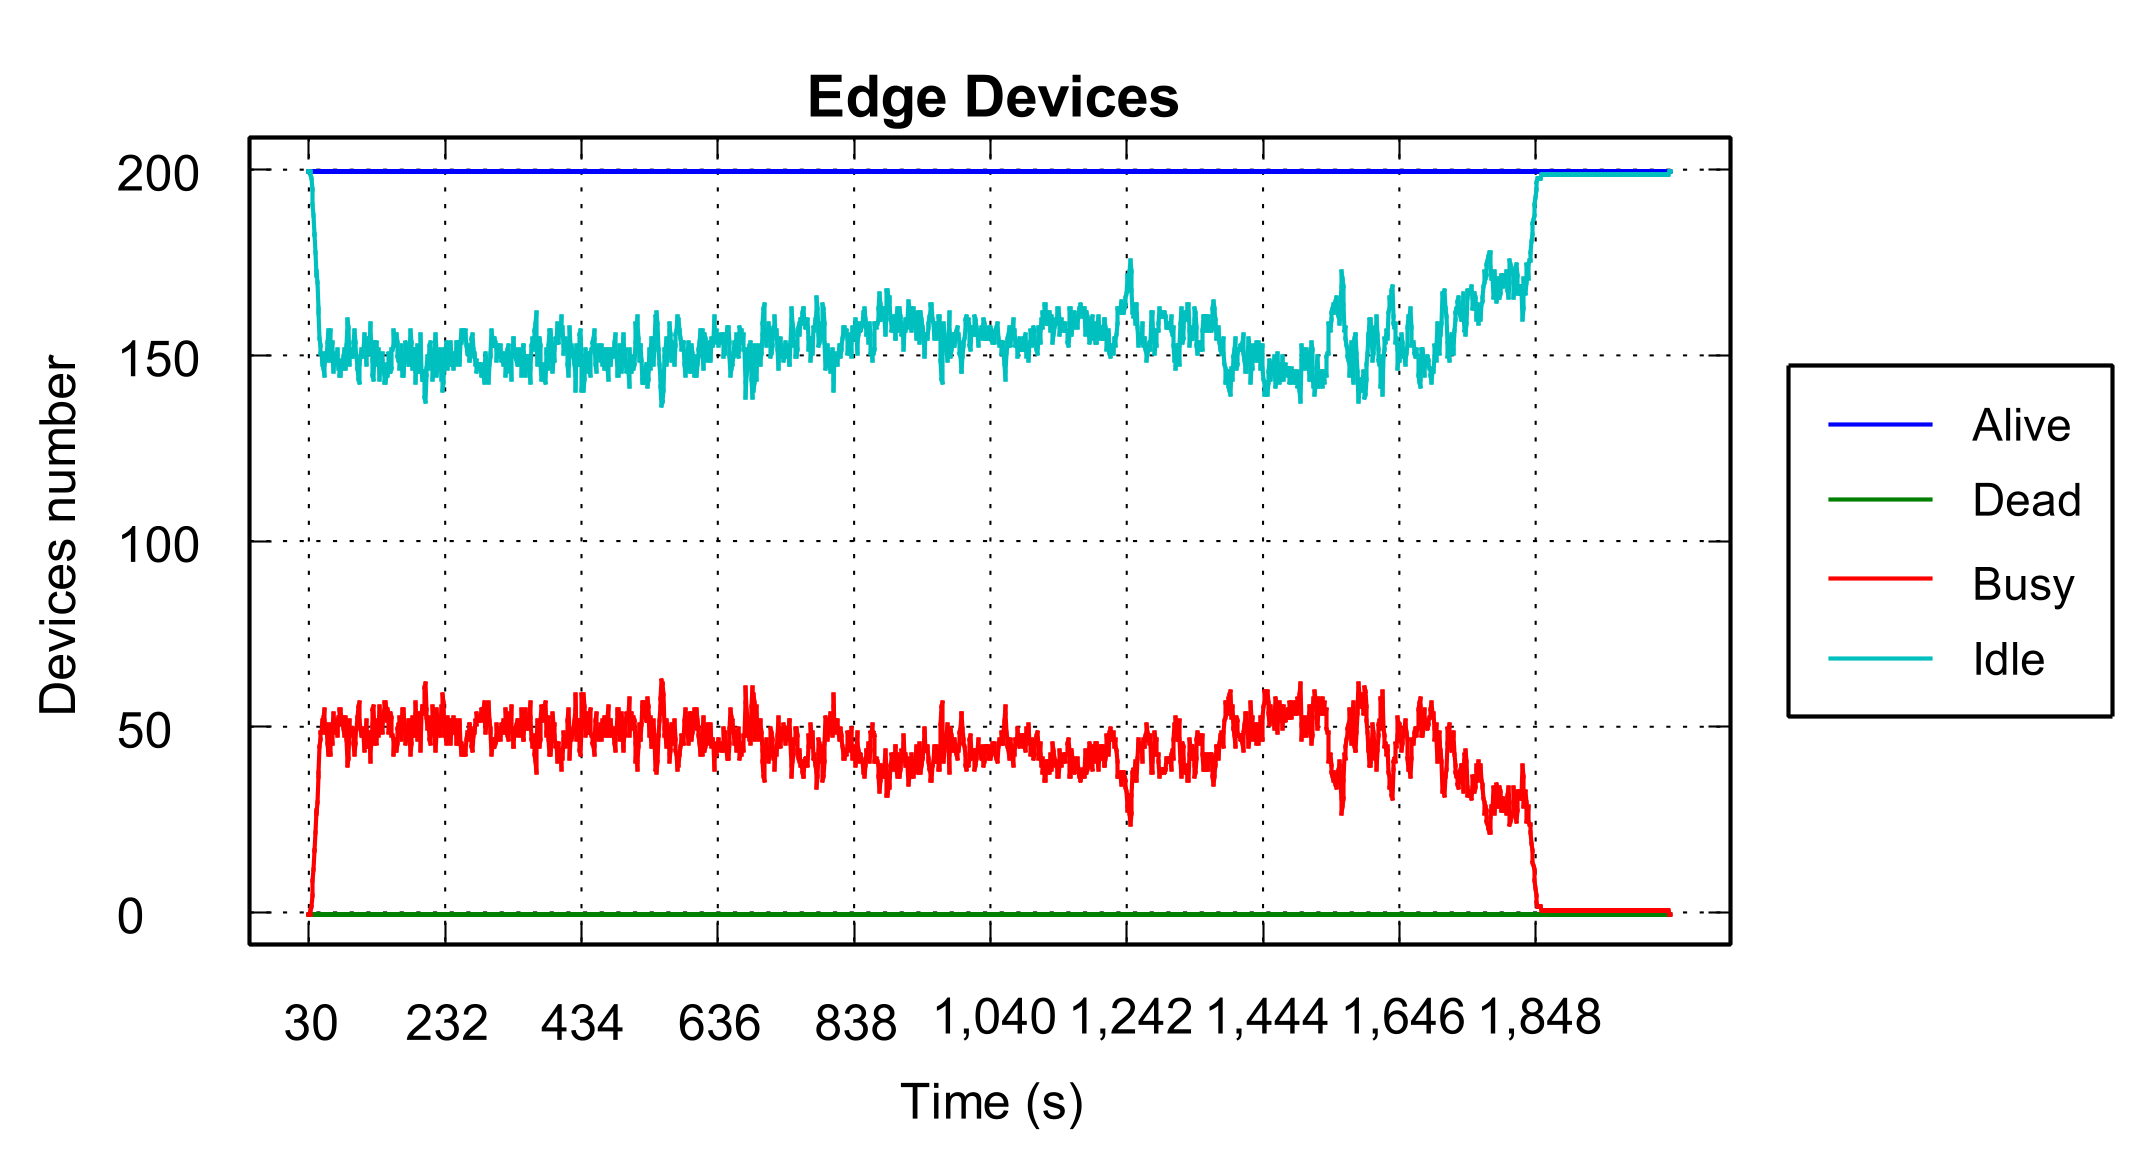 Edge Devices
200
150
100
50
0
Devices number
30 232 434 636 838 1,040 1,242 1,444 1,646 1,848
Time (s)
Alive
Dead
Busy
Idle